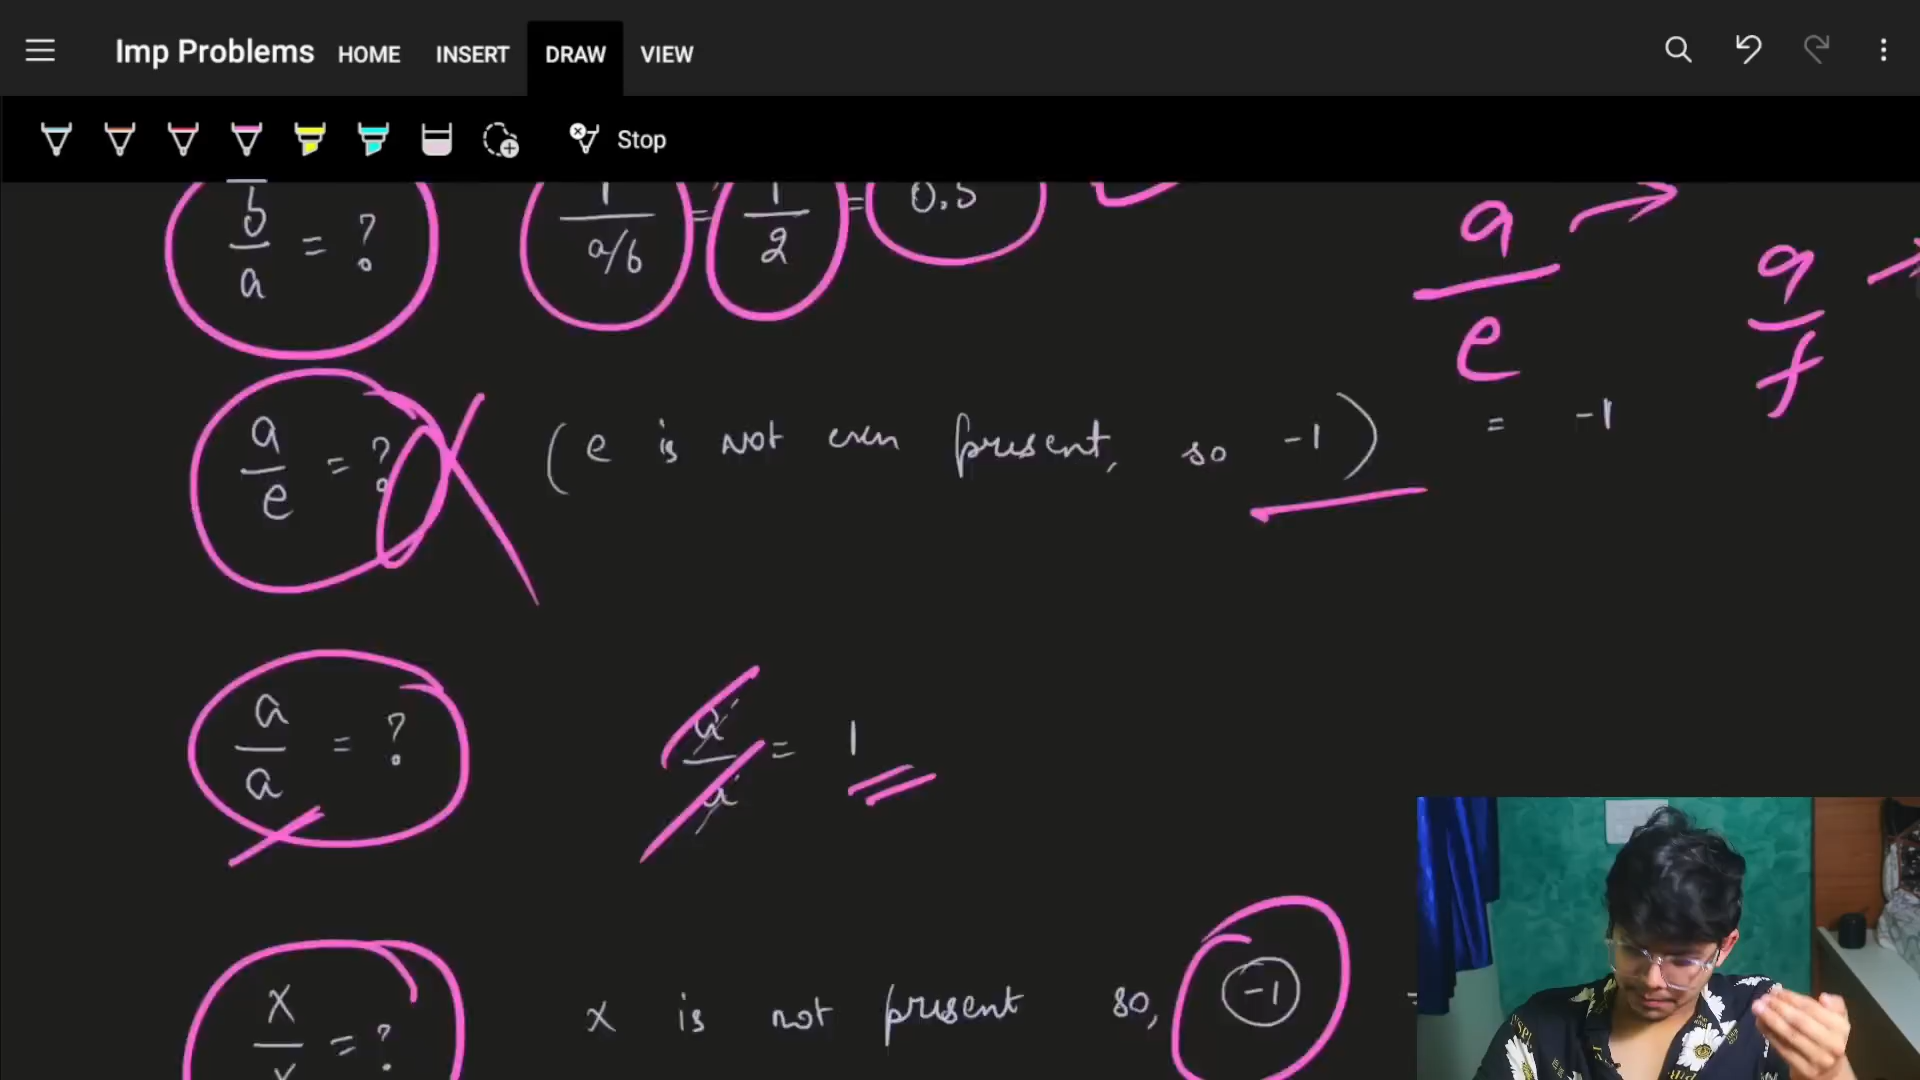 Imp Problems HOME INSERT DRAW VIEW
Stop
b/a = ? 1/(a/b) = 1/2 = 0.5
a/e a/f
a/e = ? (e is not even present, so -1) = -1
a/a = ? a/a = 1
x/x = ? x is not present so, -1 =